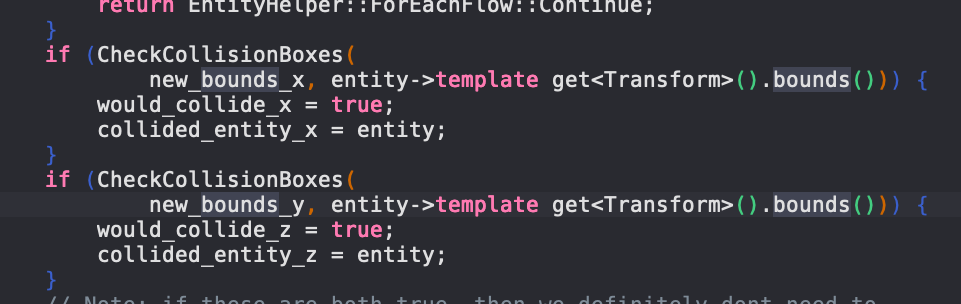 return EntityHelper::ForEachFlow::Continue;
}
if (CheckCollisionBoxes(
new_bounds_x, entity->template get<Transform>().bounds())) {
would_collide_x = true;
collided_entity_x = entity;
}
if (CheckCollisionBoxes(
new_bounds_y, entity->template get<Transform>().bounds())) {
would_collide_z = true;
collided_entity_z = entity;
}
// Note: if these are both true, then we definitely dont need to